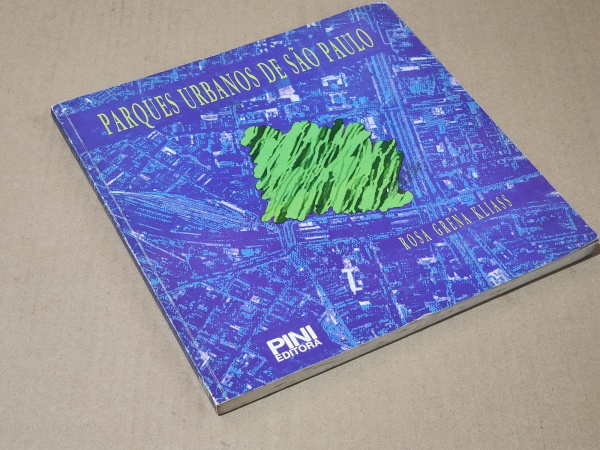 PARQUES URBANOS DE SÃO PAULO
ROSA GRENA KLIASS
PINI
EDITORA